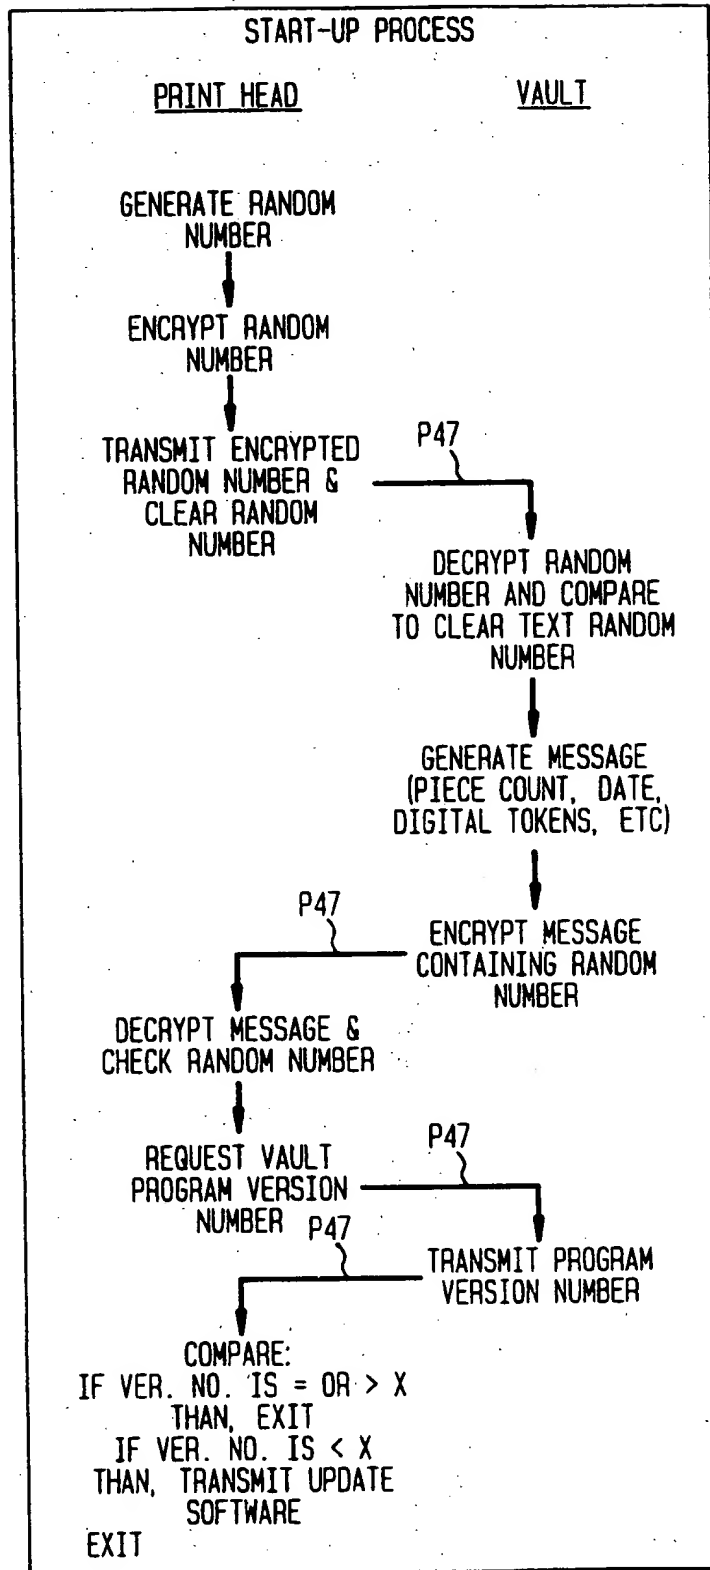 START-UP PROCESS
PRINT HEAD
VAULT
GENERATE RANDOM
NUMBER
ENCRYPT RANDOM
NUMBER
TRANSMIT ENCRYPTED
RANDOM NUMBER &
CLEAR RANDOM
NUMBER
P47
DECRYPT RANDOM
NUMBER AND COMPARE
TO CLEAR TEXT RANDOM
NUMBER
GENERATE MESSAGE
(PIECE COUNT, DATE,
DIGITAL TOKENS, ETC)
ENCRYPT MESSAGE
CONTAINING RANDOM
NUMBER
P47
DECRYPT MESSAGE &
CHECK RANDOM NUMBER
REQUEST VAULT
PROGRAM VERSION
NUMBER
P47
TRANSMIT PROGRAM
VERSION NUMBER
P47
COMPARE:
IF VER. NO. IS = OR > X
THAN, EXIT
IF VER. NO. IS < X
THAN, TRANSMIT UPDATE
SOFTWARE
EXIT